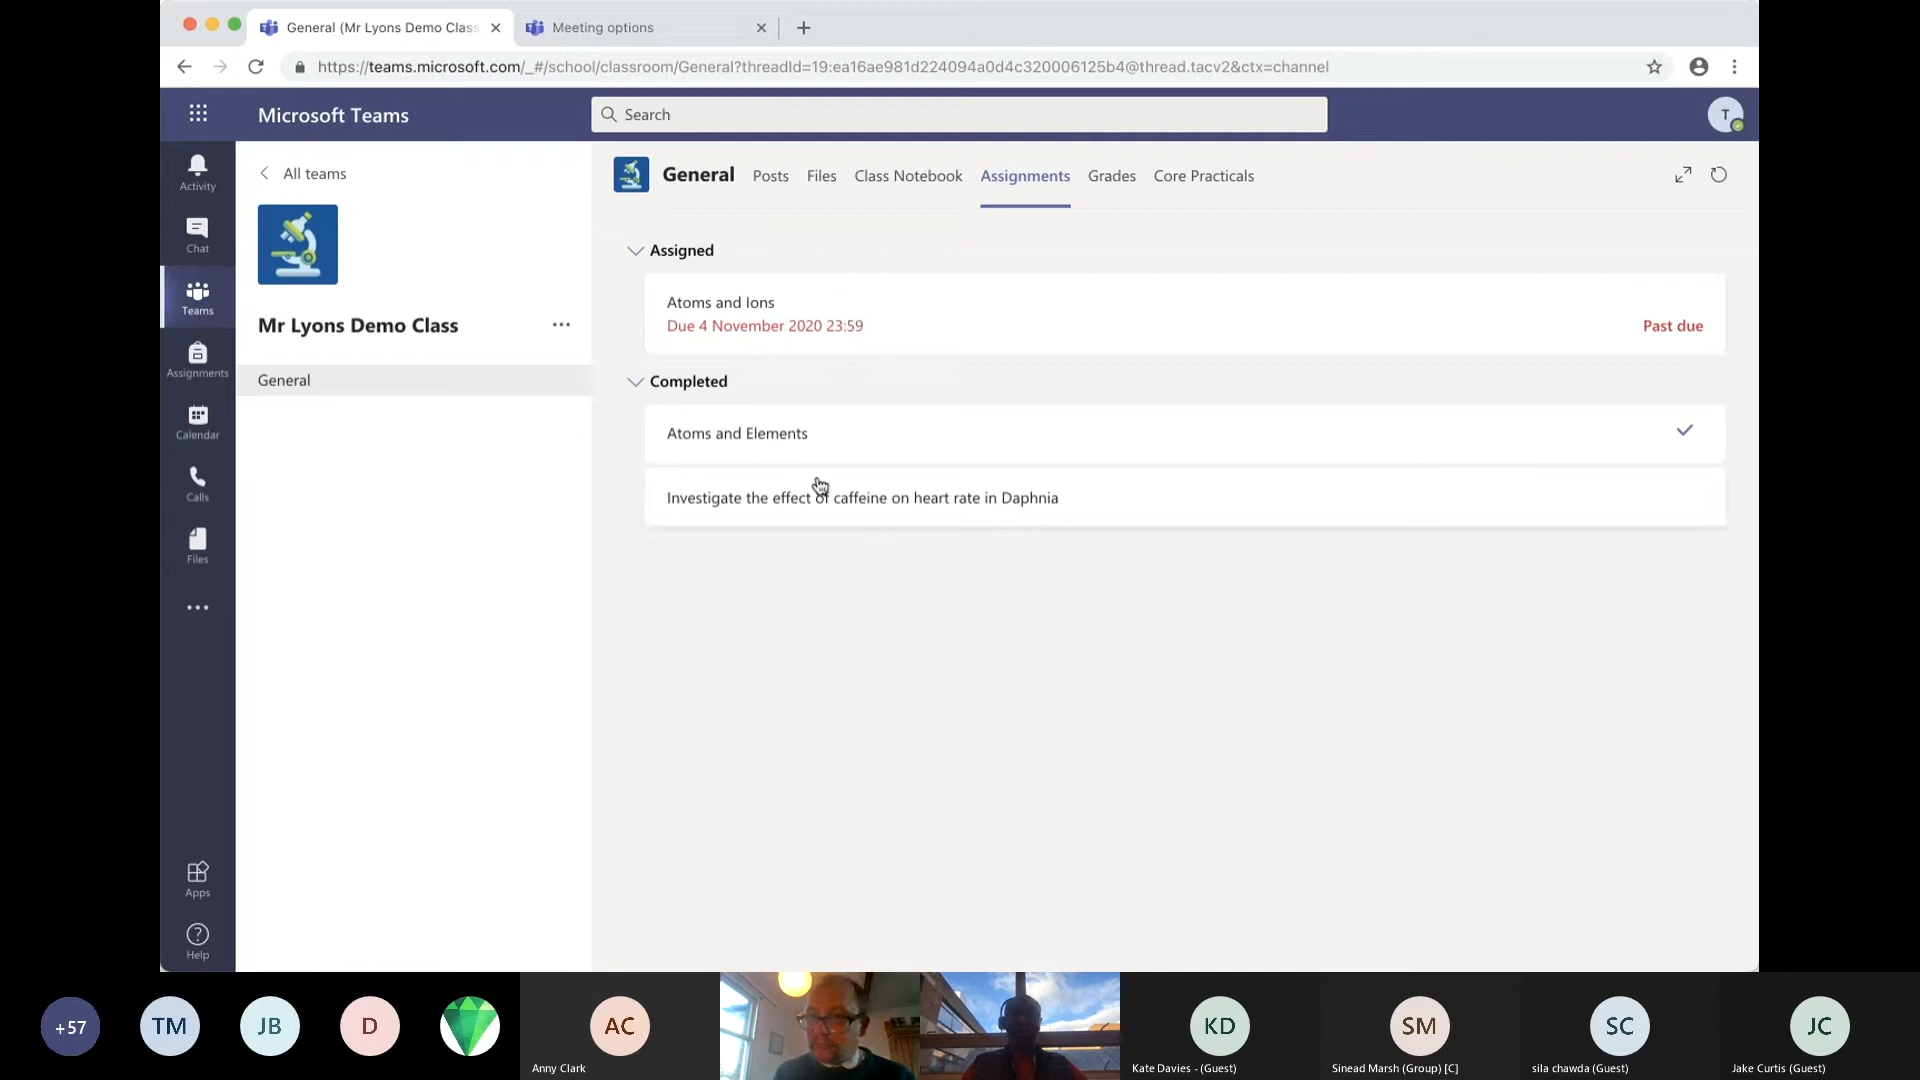 General (Mr Lyons Demo Class
Meeting options
https://teams.microsoft.com/_#/school/classroom/General?threadId=19:ea16ae981d224094a0d4c320006125b4@thread.tacv2&ctx=channel
Microsoft Teams
Search
T
Activity
Chat
Teams
Assignments
Calendar
Calls
Files
Apps
Help
All teams
Mr Lyons Demo Class
General
General
Posts
Files
Class Notebook
Assignments
Grades
Core Practicals
Assigned
Atoms and Ions
Due 4 November 2020 23:59
Past due
Completed
Atoms and Elements
Investigate the effect of caffeine on heart rate in Daphnia
+57
TM
JB
D
AC
Anny Clark
KD
Kate Davies - (Guest)
SM
Sinead Marsh (Group) [C]
SC
sila chawda (Guest)
JC
Jake Curtis (Guest)